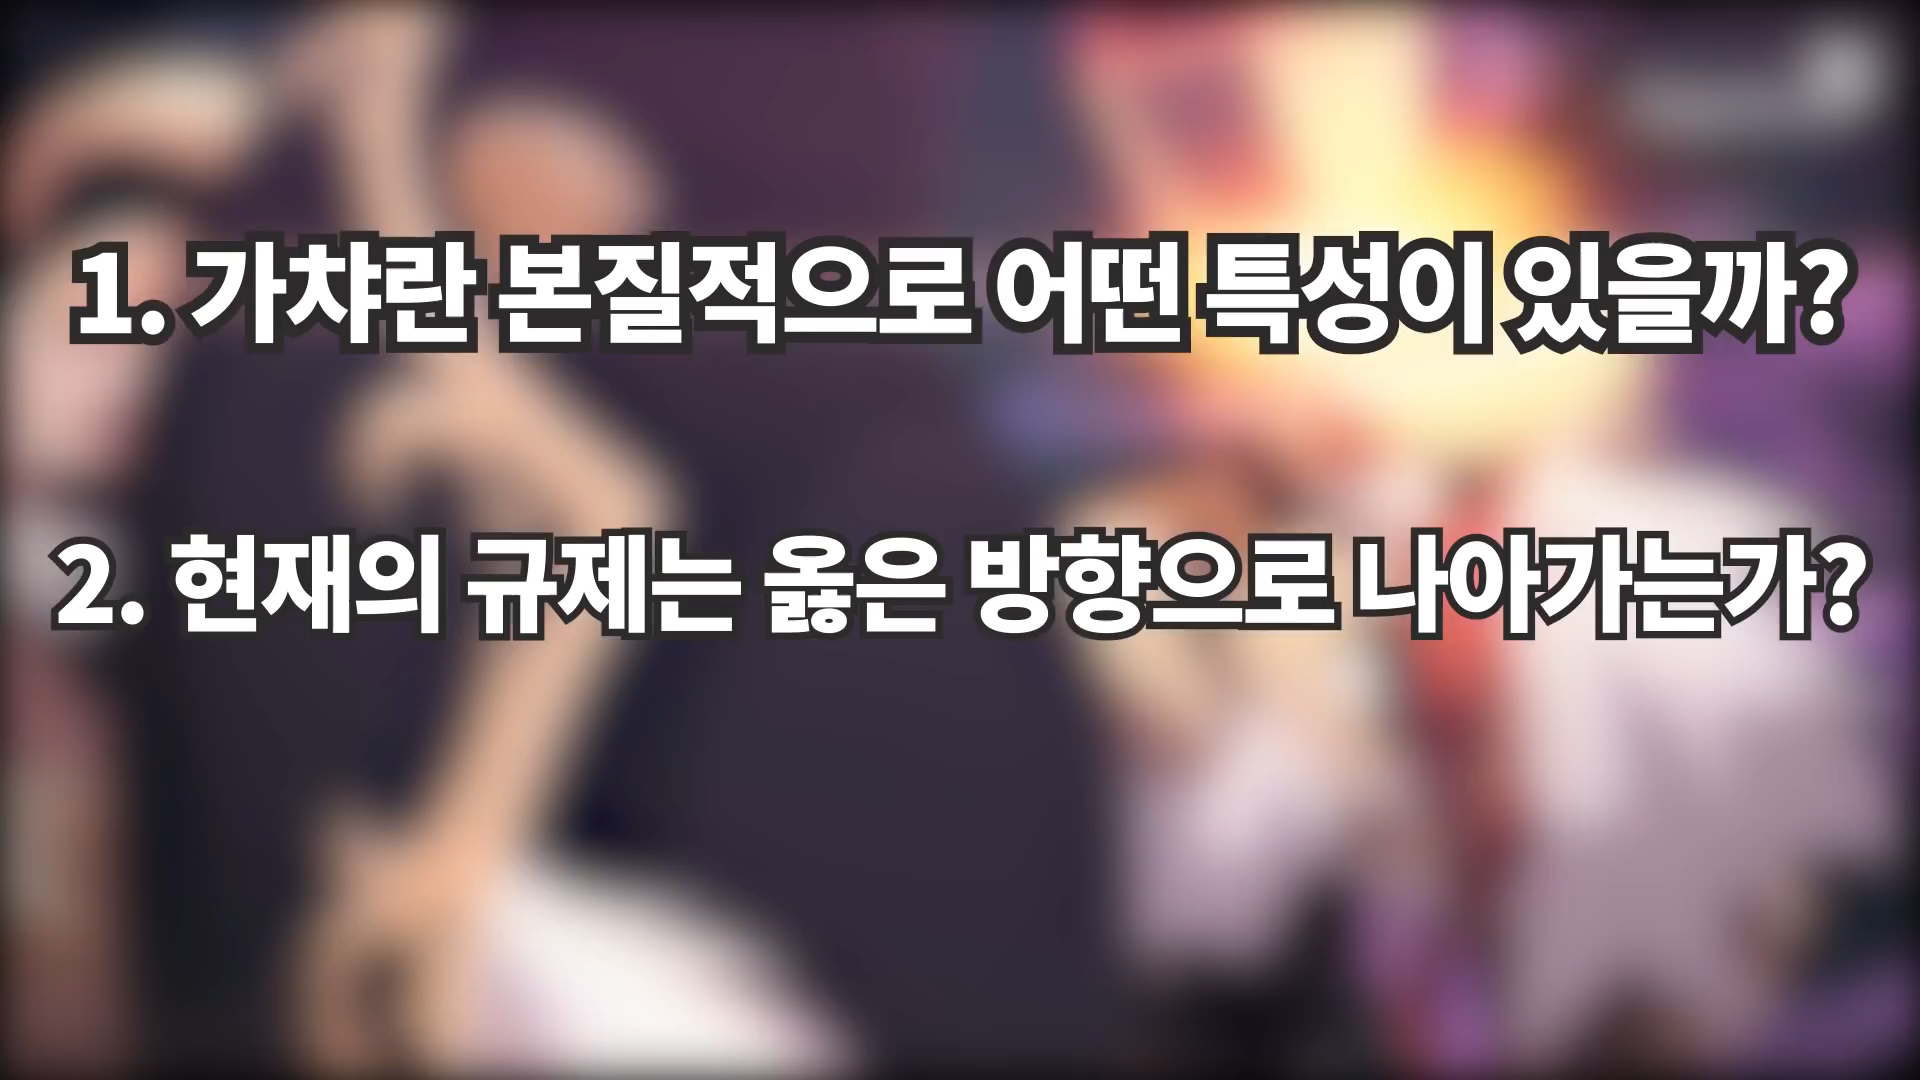 1. 가챠란 본질적으로 어떤 특성이 있을까?
2. 현재의 규제는 옳은 방향으로 나아가는가?